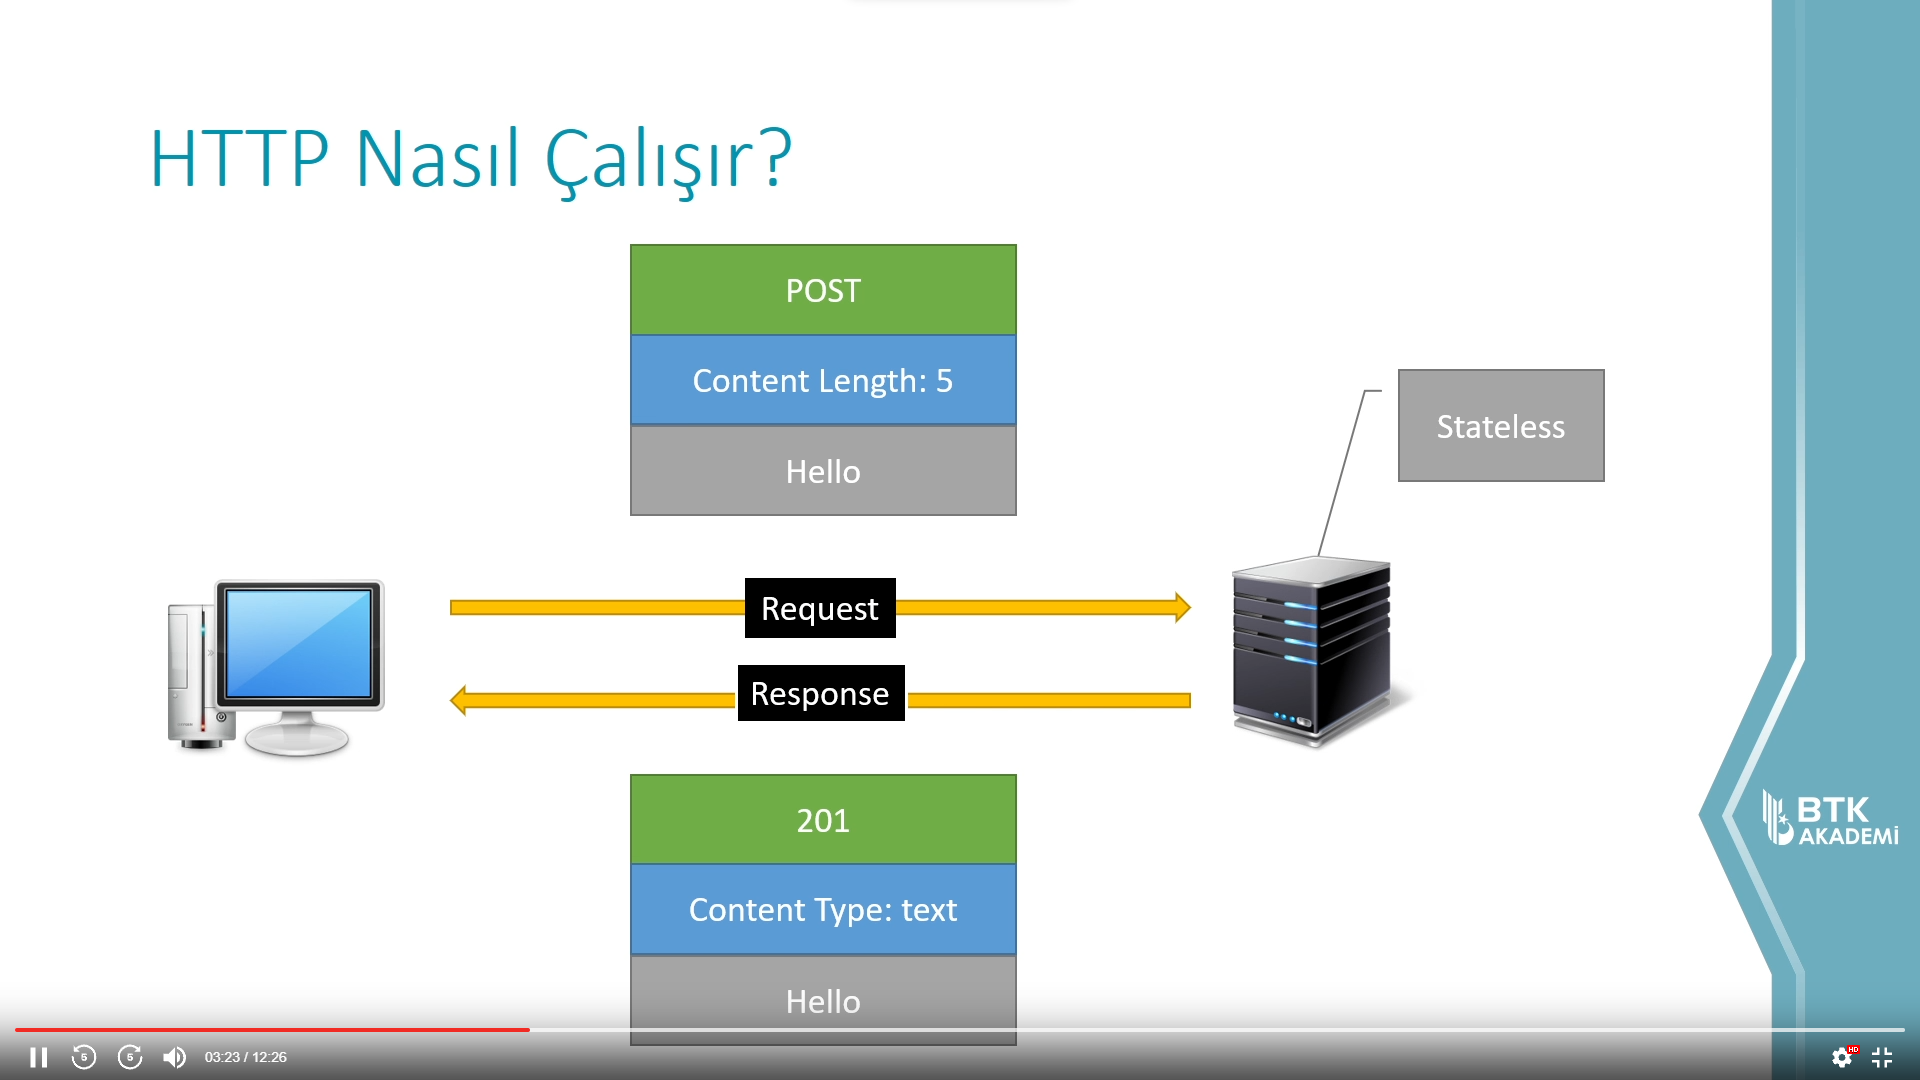 HTTP Nasıl Çalışır?
POST
Content Length: 5
Hello
Stateless
Request
Response
201
Content Type: text
Hello
BTK
AKADEMİ
5
5
03:23 / 12:26
HD